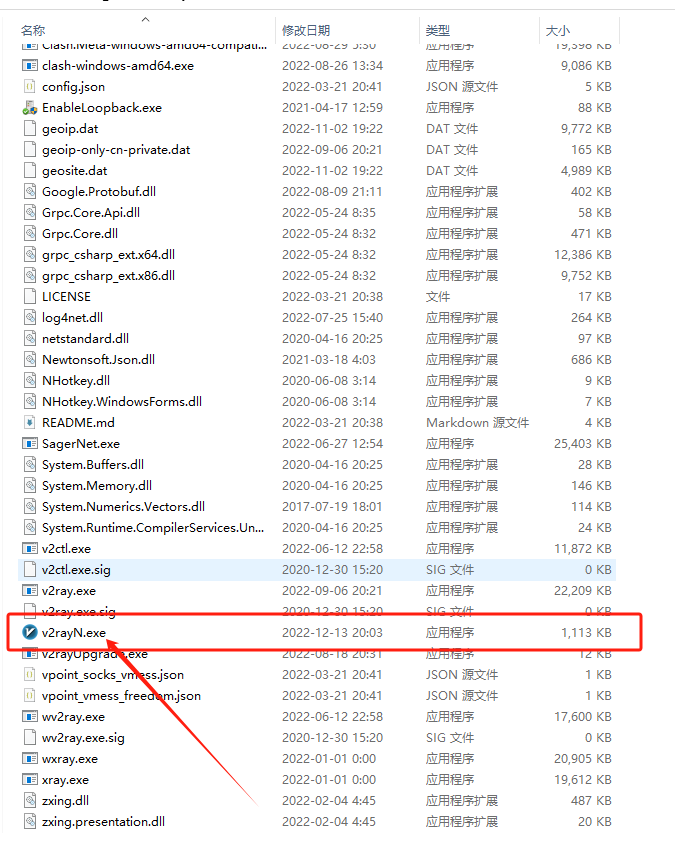 名称 修改日期 类型 大小
Clash.Meta-windows-amd64-compati... 2022-08-29 5:30 应用程序 19,398 KB
clash-windows-amd64.exe 2022-08-26 13:34 应用程序 9,086 KB
config.json 2022-03-21 20:41 JSON 源文件 5 KB
EnableLoopback.exe 2021-04-17 12:59 应用程序 88 KB
geoip.dat 2022-11-02 19:22 DAT 文件 9,772 KB
geoip-only-cn-private.dat 2022-09-06 20:21 DAT 文件 165 KB
geosite.dat 2022-11-02 19:22 DAT 文件 4,989 KB
Google.Protobuf.dll 2022-08-09 21:11 应用程序扩展 402 KB
Grpc.Core.Api.dll 2022-05-24 8:35 应用程序扩展 58 KB
Grpc.Core.dll 2022-05-24 8:32 应用程序扩展 471 KB
grpc_csharp_ext.x64.dll 2022-05-24 8:32 应用程序扩展 12,386 KB
grpc_csharp_ext.x86.dll 2022-05-24 8:32 应用程序扩展 9,752 KB
LICENSE 2022-03-21 20:38 文件 17 KB
log4net.dll 2022-07-25 15:40 应用程序扩展 264 KB
netstandard.dll 2020-04-16 20:25 应用程序扩展 97 KB
Newtonsoft.Json.dll 2021-03-18 4:03 应用程序扩展 686 KB
NHotkey.dll 2020-06-08 3:14 应用程序扩展 9 KB
NHotkey.WindowsForms.dll 2020-06-08 3:14 应用程序扩展 7 KB
README.md 2022-03-21 20:38 Markdown 源文件 4 KB
SagerNet.exe 2022-06-27 12:54 应用程序 25,403 KB
System.Buffers.dll 2020-04-16 20:25 应用程序扩展 28 KB
System.Memory.dll 2020-04-16 20:25 应用程序扩展 146 KB
System.Numerics.Vectors.dll 2017-07-19 18:01 应用程序扩展 114 KB
System.Runtime.CompilerServices.Un... 2020-04-16 20:25 应用程序扩展 24 KB
v2ctl.exe 2022-06-12 22:58 应用程序 11,872 KB
v2ctl.exe.sig 2020-12-30 15:20 SIG 文件 0 KB
v2ray.exe 2022-09-06 20:21 应用程序 22,209 KB
v2ray.exe.sig 2020-12-30 15:20 SIG 文件 0 KB
v2rayN.exe 2022-12-13 20:03 应用程序 1,113 KB
v2rayUpgrade.exe 2022-08-18 20:31 应用程序 12 KB
vpoint_socks_vmess.json 2022-03-21 20:41 JSON 源文件 1 KB
vpoint_vmess_freedom.json 2022-03-21 20:41 JSON 源文件 1 KB
wv2ray.exe 2022-06-12 22:58 应用程序 17,600 KB
wv2ray.exe.sig 2020-12-30 15:20 SIG 文件 0 KB
wxray.exe 2022-01-01 0:00 应用程序 20,905 KB
xray.exe 2022-01-01 0:00 应用程序 19,612 KB
zxing.dll 2022-02-04 4:45 应用程序扩展 487 KB
zxing.presentation.dll 2022-02-04 4:45 应用程序扩展 20 KB